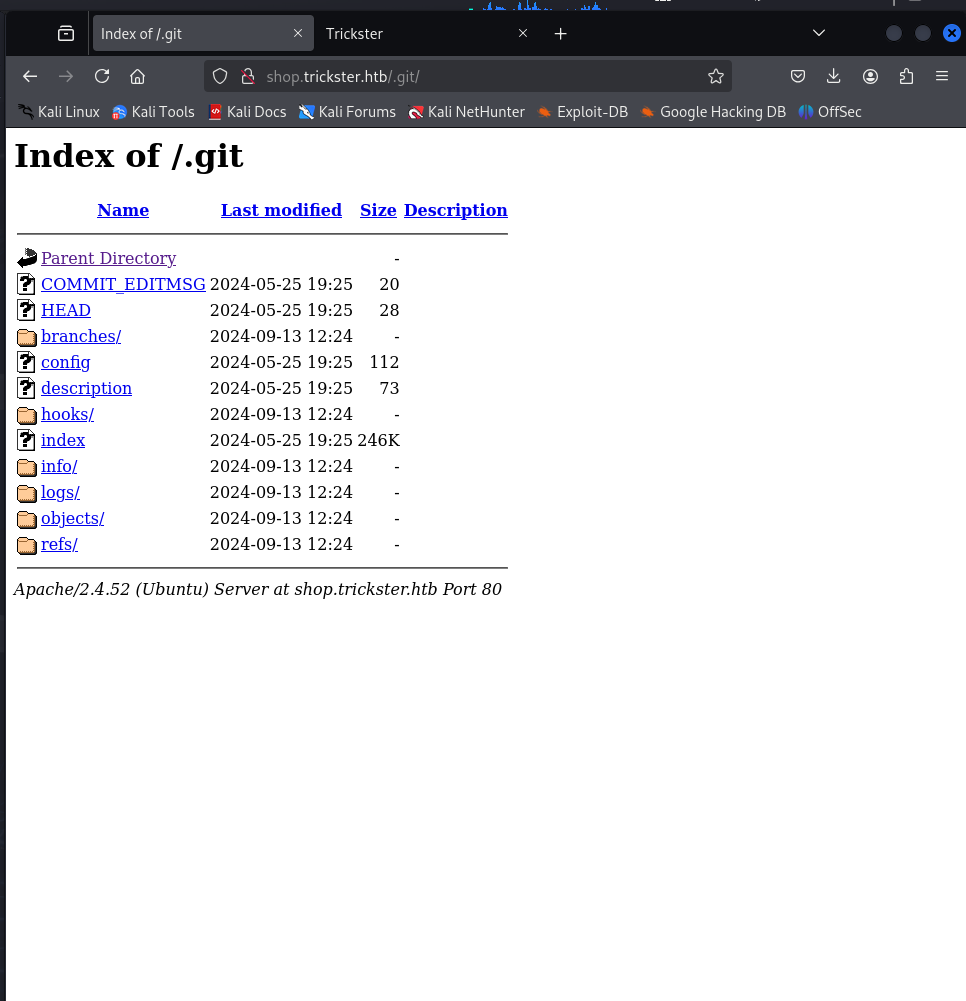 Index of /.git Trickster
shop.trickster.htb/.git/
Kali Linux Kali Tools Kali Docs Kali Forums Kali NetHunter Exploit-DB Google Hacking DB OffSec
Index of /.git
Name Last modified Size Description
Parent Directory -
COMMIT_EDITMSG 2024-05-25 19:25 20
HEAD 2024-05-25 19:25 28
branches/ 2024-09-13 12:24 -
config 2024-05-25 19:25 112
description 2024-05-25 19:25 73
hooks/ 2024-09-13 12:24 -
index 2024-05-25 19:25 246K
info/ 2024-09-13 12:24 -
logs/ 2024-09-13 12:24 -
objects/ 2024-09-13 12:24 -
refs/ 2024-09-13 12:24 -
Apache/2.4.52 (Ubuntu) Server at shop.trickster.htb Port 80